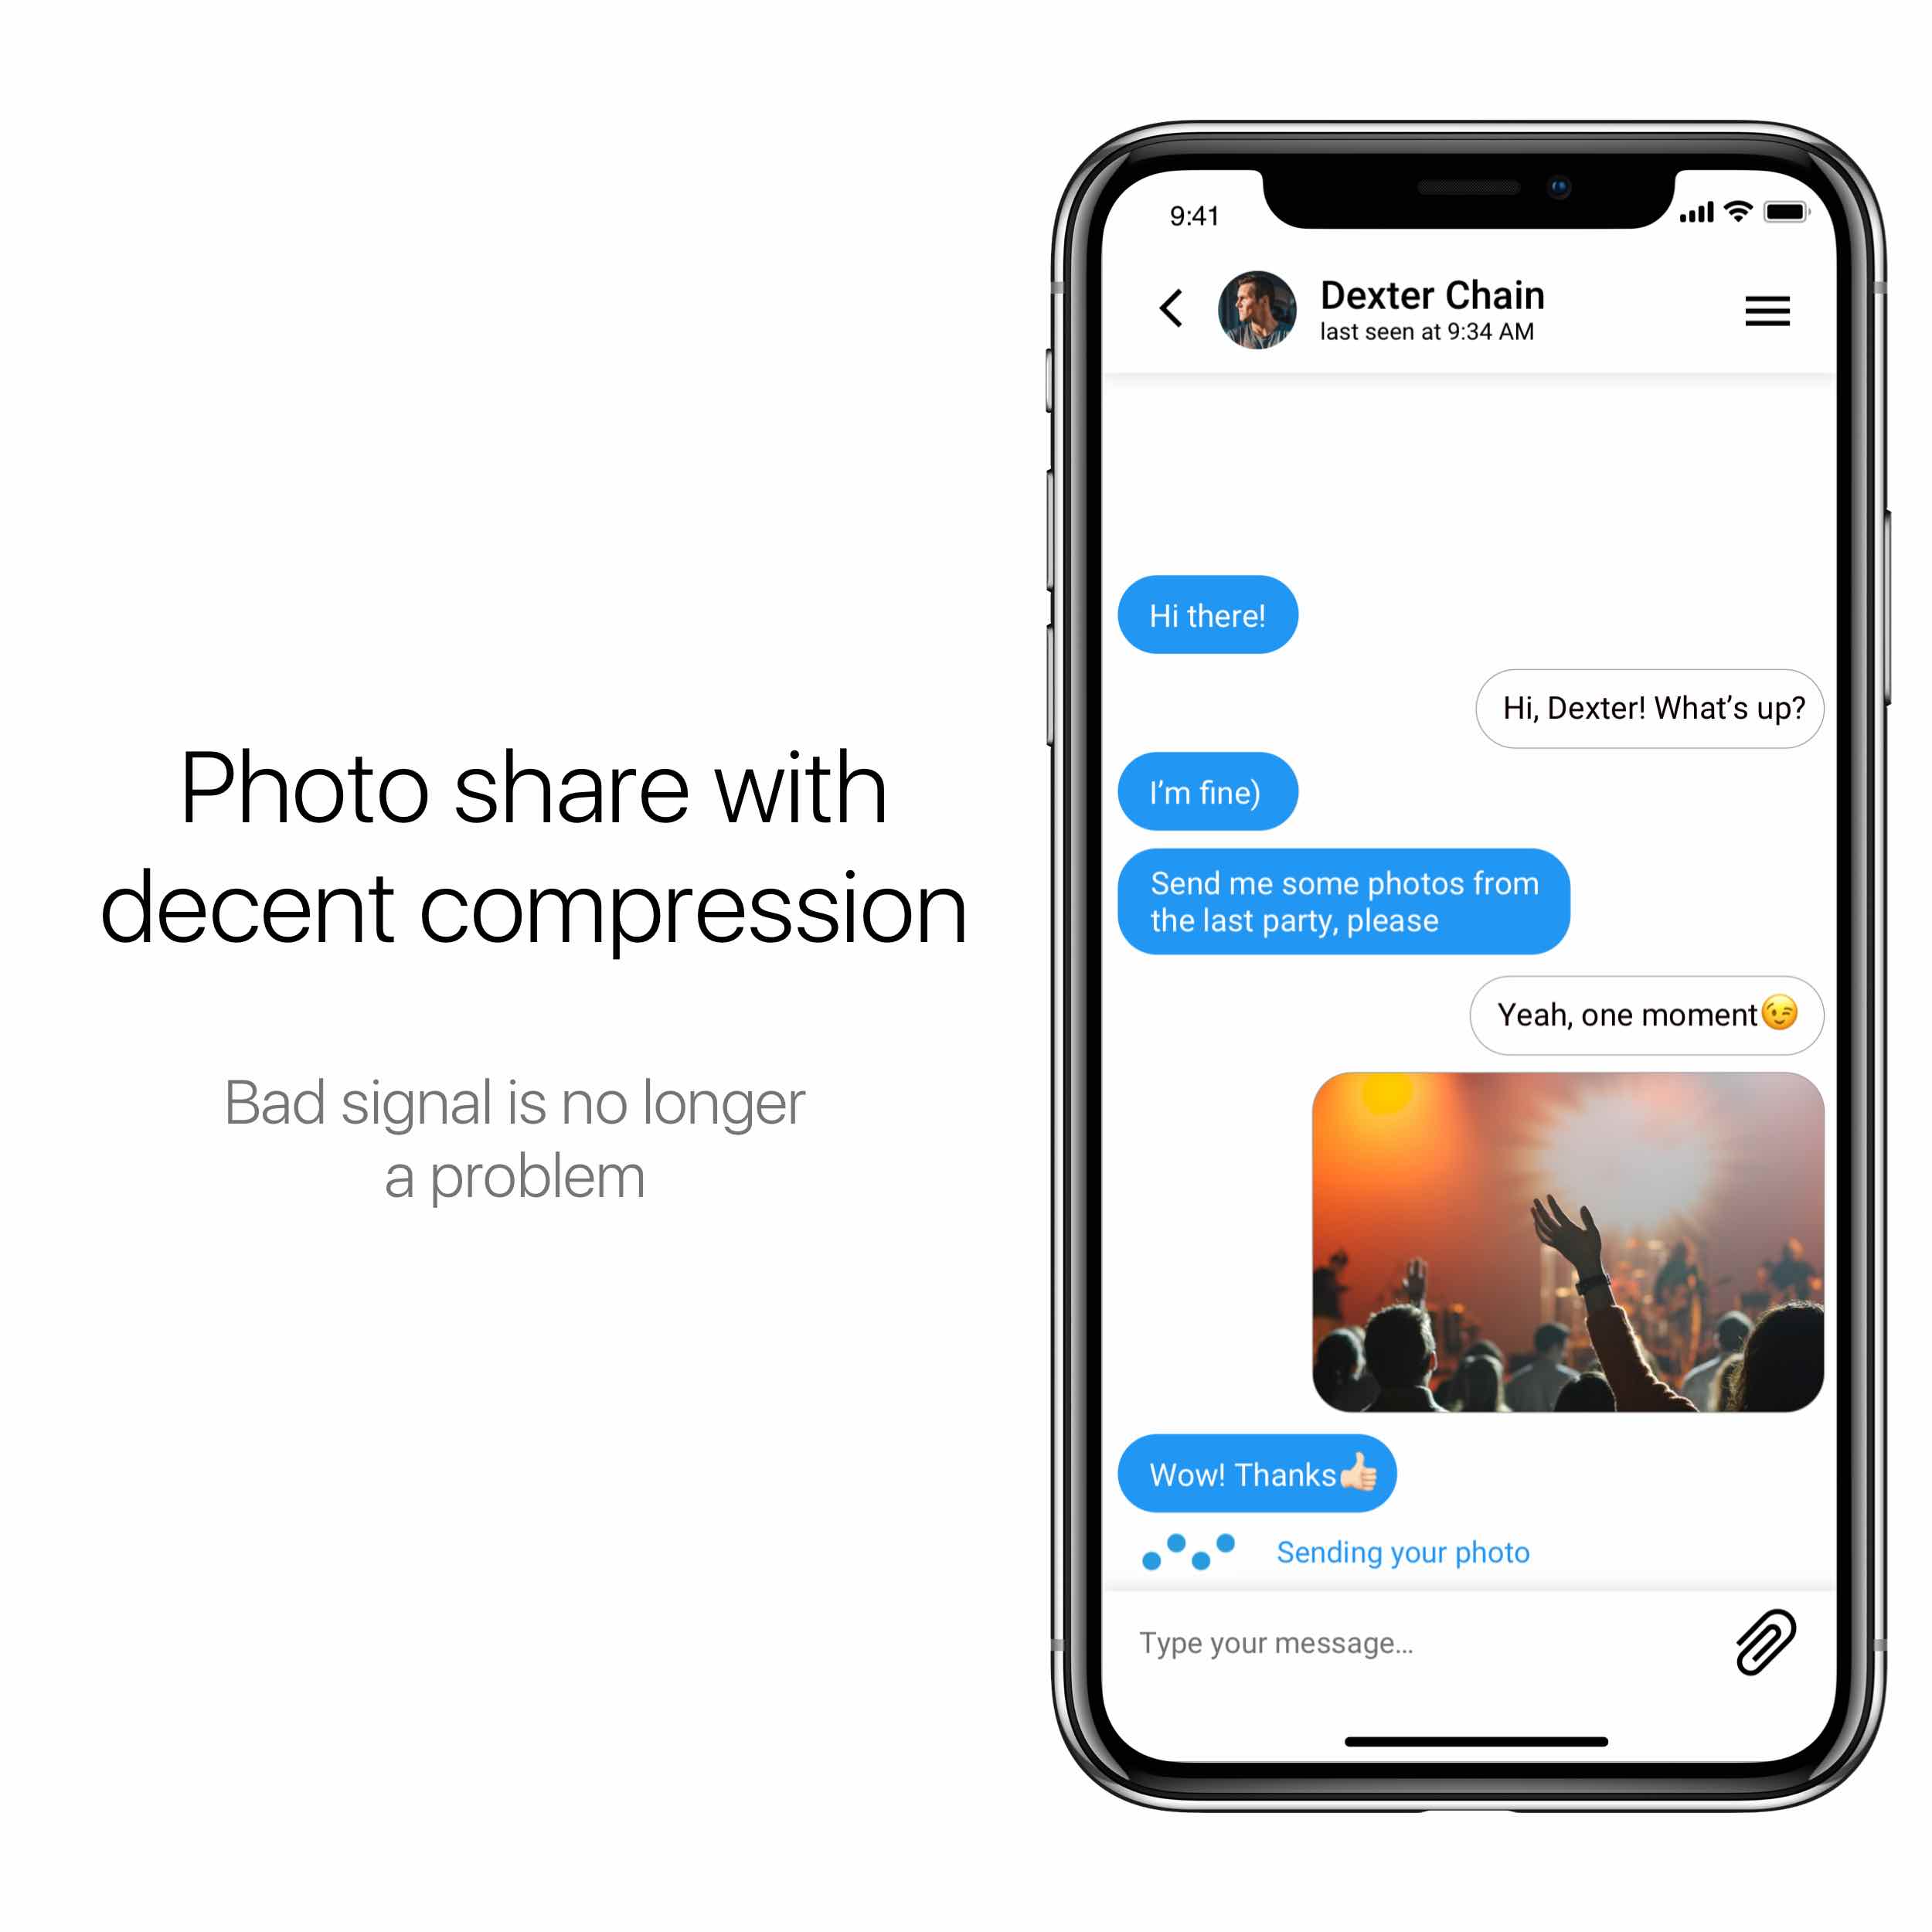 Photo share with
decent compression
Bad signal is no longer
a problem
9:41
Dexter Chain
last seen at 9:34 AM
Hi there!
Hi, Dexter! What’s up?
I’m fine)
Send me some photos from
the last party, please
Yeah, one moment😉
Wow! Thanks👍🏻
Sending your photo
Type your message...